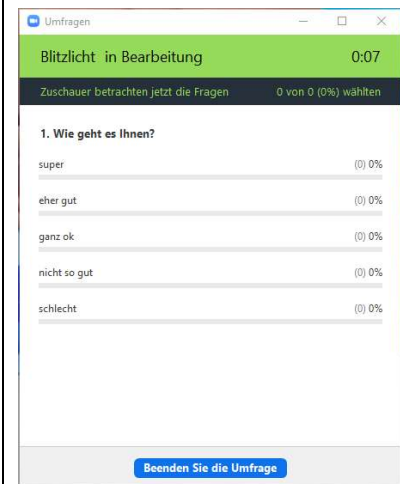 Umfragen
Blitzlicht in Bearbeitung 0:07
Zuschauer betrachten jetzt die Fragen 0 von 0 (0%) wählten
1. Wie geht es Ihnen?
super (0) 0%
eher gut (0) 0%
ganz ok (0) 0%
nicht so gut (0) 0%
schlecht (0) 0%
Beenden Sie die Umfrage